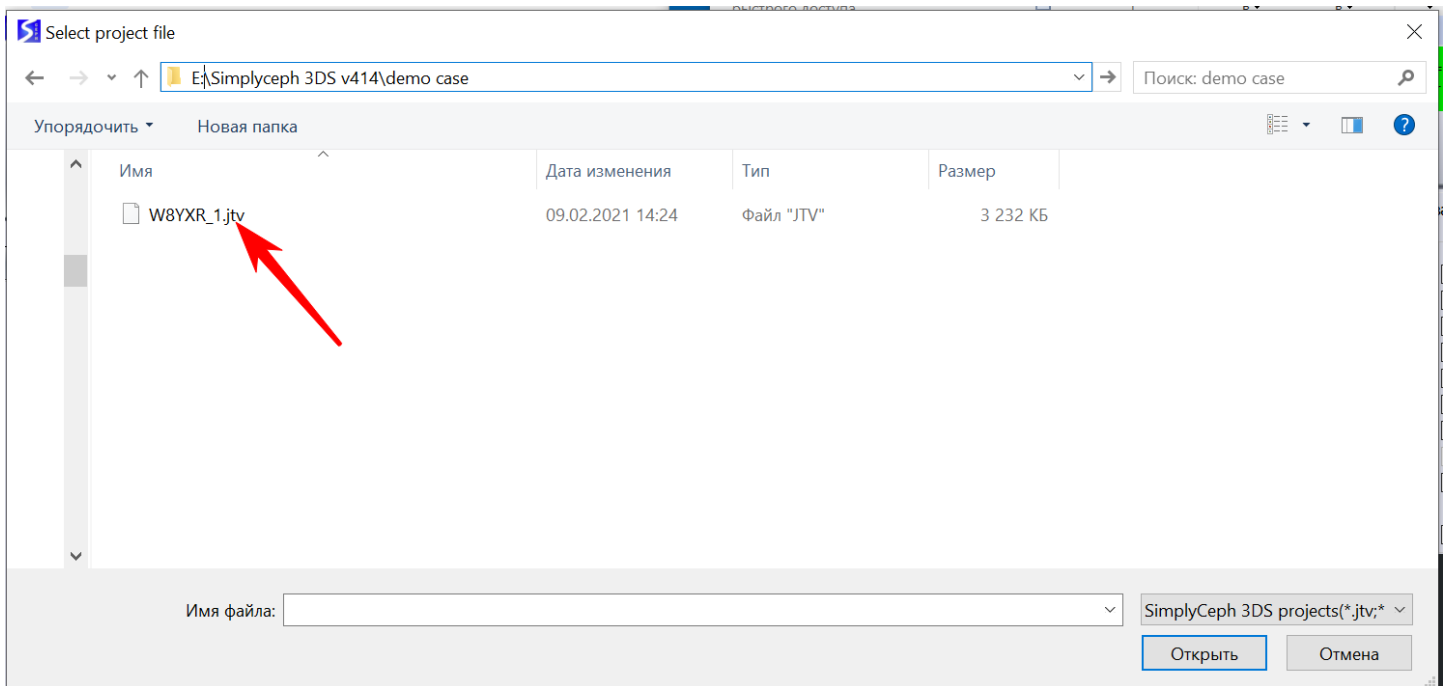 быстрого доступа
Select project file
E:\Simplyceph 3DS v414\demo case
Поиск: demo case
Упорядочить
Новая папка
Имя
Дата изменения
Тип
Размер
W8YXR_1.jtv
09.02.2021 14:24
Файл "JTV"
3 232 КБ
Имя файла:
SimplyCeph 3DS projects(*.jtv;*
Открыть
Отмена